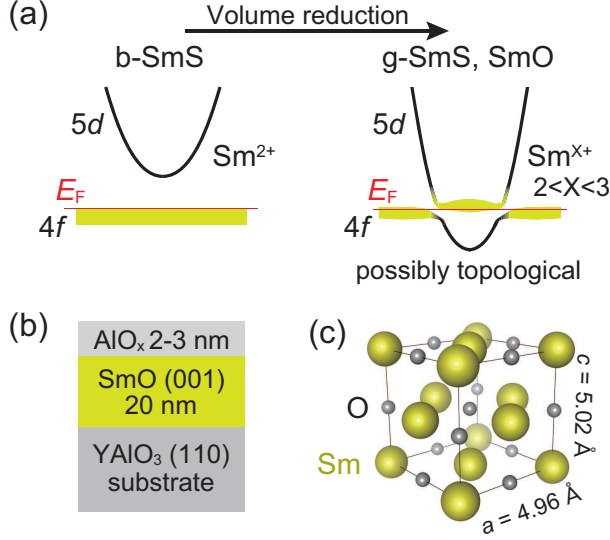 (a)
Volume reduction
b-SmS
g-SmS, SmO
5d
Sm2+
EF
4f
5d
SmX+
2<X<3
EF
4f
possibly topological
(b)
AlOx 2-3 nm
SmO (001)
20 nm
YAlO3 (110)
substrate
(c)
O
Sm
c = 5.02 Å
a = 4.96 Å